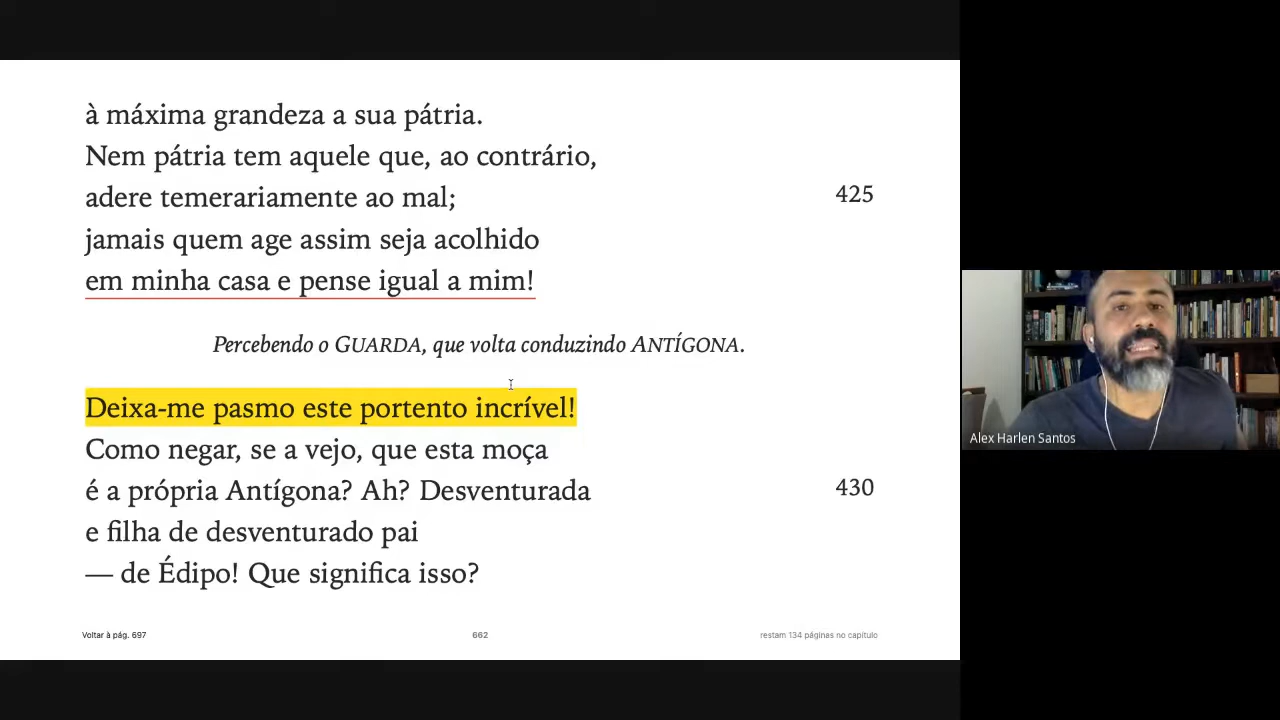 à máxima grandeza a sua pátria.
Nem pátria tem aquele que, ao contrário,
adere temerariamente ao mal; 425
jamais quem age assim seja acolhido
em minha casa e pense igual a mim!
Percebendo o GUARDA, que volta conduzindo ANTÍGONA.
Deixa-me pasmo este portento incrível!
Como negar, se a vejo, que esta moça
é a própria Antígona? Ah? Desventurada 430
e filha de desventurado pai
— de Édipo! Que significa isso?
Voltar à pág. 697 662 restam 134 páginas no capítulo
Alex Harlen Santos